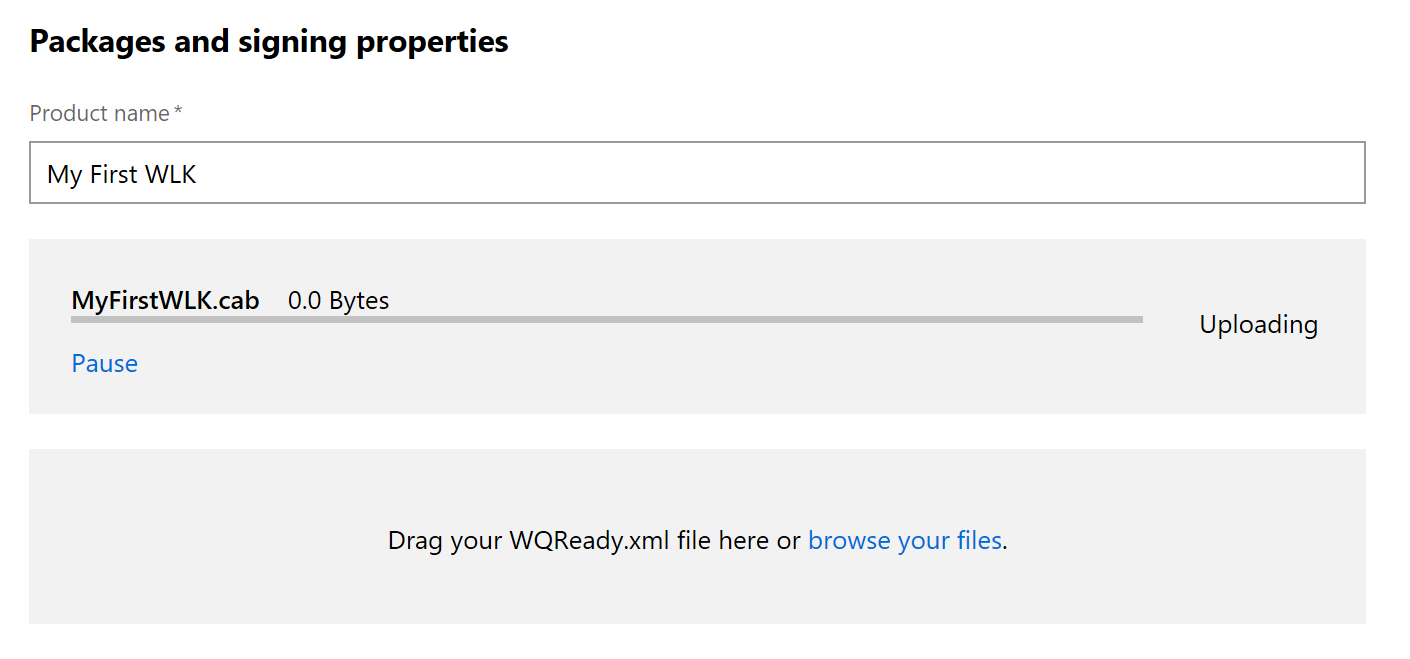 Packages and signing properties
Product name*
My First WLK
MyFirstWLK.cab 0.0 Bytes
Uploading
Pause
Drag your WQReady.xml file here or browse your files.